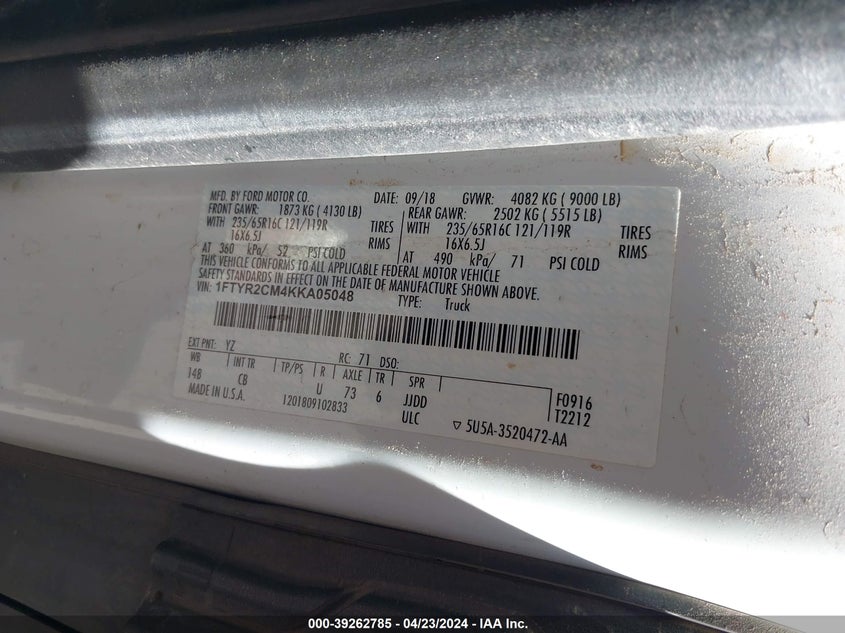 MFD. BY FORD MOTOR CO. DATE: 09/18 GVWR: 4082 KG ( 9000 LB)
FRONT GAWR: 1873 KG ( 4130 LB) REAR GAWR: 2502 KG ( 5515 LB)
WITH 235/65R16C 121/119R TIRES WITH 235/65R16C 121/119R TIRES
16X6.5J RIMS 16X6.5J RIMS
AT 360 kPa/ 52 PSI COLD AT 490 kPa/ 71 PSI COLD
THIS VEHICLE CONFORMS TO ALL APPLICABLE FEDERAL MOTOR VEHICLE
SAFETY STANDARDS IN EFFECT ON THE DATE OF MANUFACTURE SHOWN ABOVE.
VIN: 1FTYR2CM4KKA05048 TYPE: Truck
EXT PNT: YZ RC: 71 DSO:
WB INT TR TP/PS R AXLE TR SPR
14B CB U 73 6 JJDD F0916
MADE IN U.S.A. 1201809102833 ULC T2212
▽ 5U5A-3520472-AA
000-39262785 - 04/23/2024 - IAA Inc.